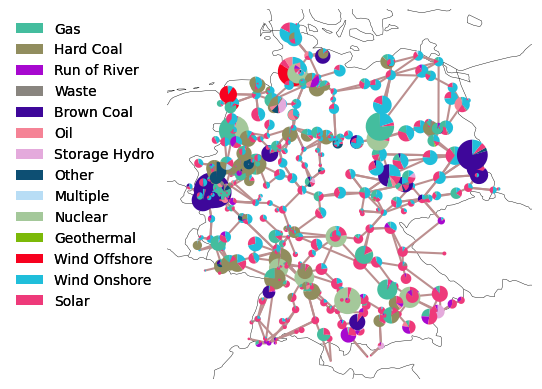 Gas
Hard Coal
Run of River
Waste
Brown Coal
Oil
Storage Hydro
Other
Multiple
Nuclear
Geothermal
Wind Offshore
Wind Onshore
Solar